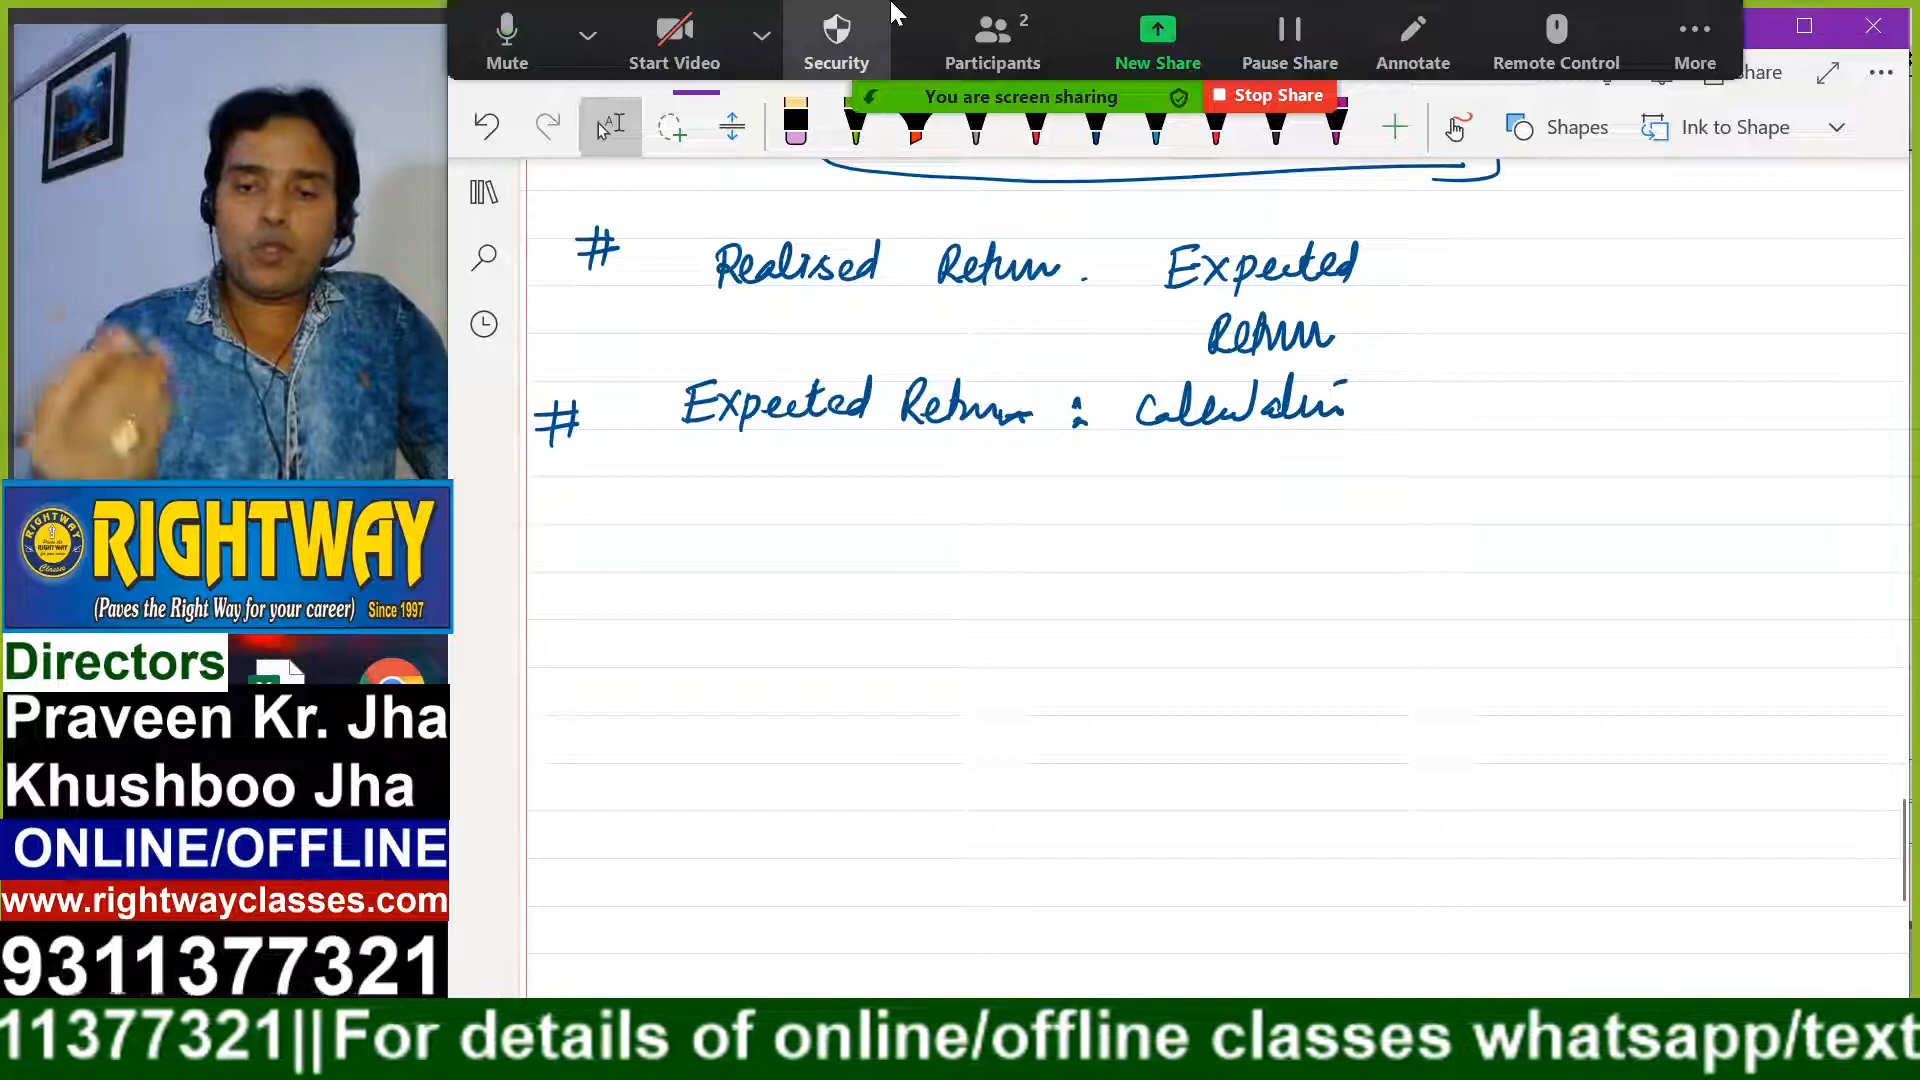 Mute
Start Video
Security
Participants
2
New Share
Pause Share
Annotate
Remote Control
More
You are screen sharing
Stop Share
Share
Shapes
Ink to Shape
# Realised Return. Expected
Return
# Expected Return : Calculation
RIGHTWAY
(Paves the Right Way for your career) Since 1997
RIGHTWAY
Classes
Directors
Praveen Kr. Jha
Khushboo Jha
ONLINE/OFFLINE
www.rightwayclasses.com
9311377321
11377321||For details of online/offline classes whatsapp/text